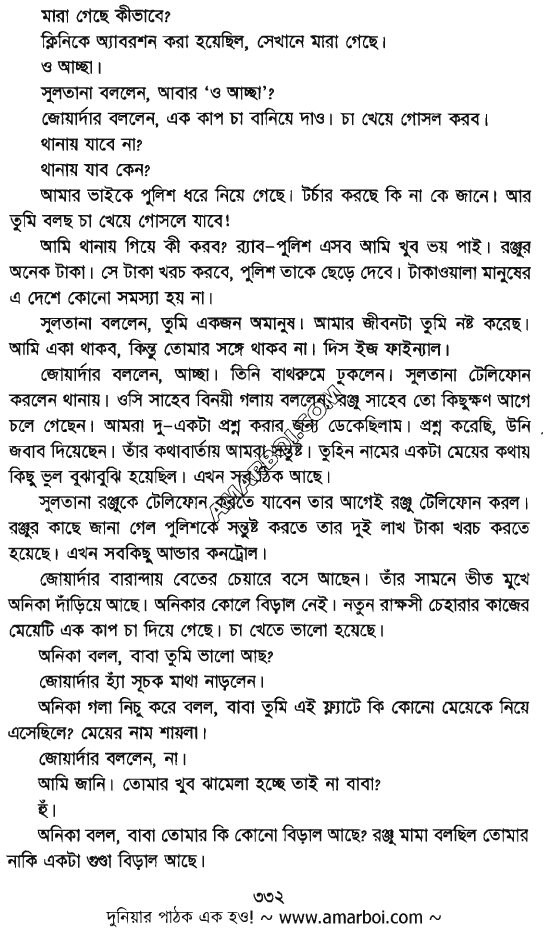 মারা গেছে কীভাবে?
ক্লিনিকে অ্যাবরশন করা হয়েছিল, সেখানে মারা গেছে।
ও আচ্ছা।
সুলতানা বললেন, আবার ‘ও আচ্ছা’?
জোয়ার্দার বললেন, এক কাপ চা বানিয়ে দাও। চা খেয়ে গোসল করব।
থানায় যাবে না?
থানায় যাব কেন?
আমার ভাইকে পুলিশ ধরে নিয়ে গেছে। টর্চার করছে কি না কে জানে। আর
তুমি বলছ চা খেয়ে গোসলে যাবে!
আমি থানায় গিয়ে কী করব? র‍্যাব-পুলিশ এসব আমি খুব ভয় পাই। রঞ্জুর
অনেক টাকা। সে টাকা খরচ করবে, পুলিশ তাকে ছেড়ে দেবে। টাকাওয়ালা মানুষের
এ দেশে কোনো সমস্যা হয় না।
সুলতানা বললেন, তুমি একজন অমানুষ। আমার জীবনটা তুমি নষ্ট করেছ।
আমি একা থাকব, কিন্তু তোমার সঙ্গে থাকব না। দিস ইজ ফাইন্যাল।
জোয়ার্দার বললেন, আচ্ছা। তিনি বাথরুমে ঢুকলেন। সুলতানা টেলিফোন
করলেন থানায়। ওসি সাহেব বিনয়ী গলায় বললেন, রঞ্জু সাহেব তো কিছুক্ষণ আগে
চলে গেছেন। আমরা দু-একটা প্রশ্ন করার জন্য ডেকেছিলাম। প্রশ্ন করেছি, উনি
জবাব দিয়েছেন। তাঁর কথাবার্তায় আমরা সন্তুষ্ট। তুহিন নামের একটা মেয়ের কথায়
কিছু ভুল বুঝাবুঝি হয়েছিল। এখন সব ঠিক আছে।
সুলতানা রঞ্জুকে টেলিফোন করতে যাবেন তার আগেই রঞ্জু টেলিফোন করল।
রঞ্জুর কাছে জানা গেল পুলিশকে সন্তুষ্ট করতে তার দুই লাখ টাকা খরচ করতে
হয়েছে। এখন সবকিছু আন্ডার কনট্রোল।
জোয়ার্দার বারান্দায় বেতের চেয়ারে বসে আছেন। তাঁর সামনে ভীত মুখে
অনিকা দাঁড়িয়ে আছে। অনিকার কোলে বিড়াল নেই। নতুন রাক্ষসী চেহারার কাজের
মেয়েটি এক কাপ চা দিয়ে গেছে। চা খেতে ভালো হয়েছে।
অনিকা বলল, বাবা তুমি ভালো আছ?
জোয়ার্দার হ্যাঁ সূচক মাথা নাড়লেন।
অনিকা গলা নিচু করে বলল, বাবা তুমি এই ফ্ল্যাটে কি কোনো মেয়েকে নিয়ে
এসেছিলে? মেয়ের নাম শায়লা।
জোয়ার্দার বললেন, না।
আমি জানি। তোমার খুব ঝামেলা হচ্ছে তাই না বাবা?
হুঁ।
অনিকা বলল, বাবা তোমার কি কোনো বিড়াল আছে? রঞ্জু মামা বলছিল তোমার
নাকি একটা গুণ্ডা বিড়াল আছে।
৩৩২
দুনিয়ার পাঠক এক হও! ~ www.amarboi.com ~
AMARBOI.COM